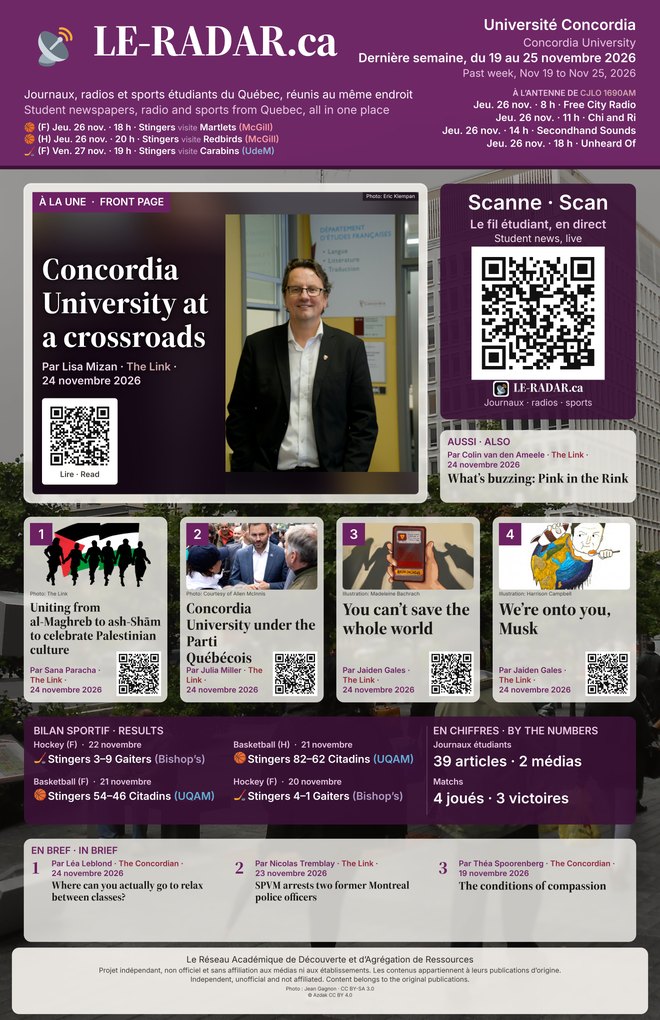 LE-RADAR.ca
Journaux, radios et sports étudiants du Québec, réunis au même endroit
Student newspapers, radio and sports from Quebec, all in one place
(F) Jeu. 26 nov. · 18 h · Stingers visite Martlets (McGill)
(H) Jeu. 26 nov. · 20 h · Stingers visite Redbirds (McGill)
(F) Ven. 27 nov. · 19 h · Stingers visite Carabins (UdeM)
Université Concordia
Concordia University
Dernière semaine, du 19 au 25 novembre 2026
Past week, Nov 19 to Nov 25, 2026
À L'ANTENNE DE CJLO 1690AM
Jeu. 26 nov. · 8 h · Free City Radio
Jeu. 26 nov. · 11 h · Chi and Ri
Jeu. 26 nov. · 14 h · Secondhand Sounds
Jeu. 26 nov. · 18 h · Unheard Of
À LA UNE · FRONT PAGE
Photo: Eric Klempan
DÉPARTEMENT
D'ÉTUDES FRANÇAISES
Langue
Littérature
Traduction
Concordia
University at
a crossroads
Par Lisa Mizan · The Link ·
24 novembre 2026
Lire · Read
Scanne · Scan
Le fil étudiant, en direct
Student news, live
LE-RADAR.ca
Journaux · radios · sports
AUSSI · ALSO
Par Colin van den Ameele · The Link ·
24 novembre 2026
What's buzzing: Pink in the Rink
1
Photo: The Link
Uniting from
al-Maghreb to ash-Shām
to celebrate Palestinian
culture
Par Sana Paracha ·
The Link ·
24 novembre 2026
2
Photo: Courtesy of Allen McInnis
Concordia
University under the
Parti
Québécois
Par Julia Miller · The
Link ·
24 novembre 2026
3
Illustration: Madeleine Bachrach
You can't save the
whole world
Par Jaiden Gales ·
The Link ·
24 novembre 2026
4
Illustration: Harrison Campbell
We're onto you,
Musk
Par Jaiden Gales ·
The Link ·
24 novembre 2026
BILAN SPORTIF · RESULTS
Hockey (F) · 22 novembre
Stingers 3–9 Gaiters (Bishop's)
Basketball (H) · 21 novembre
Stingers 82–62 Citadins (UQAM)
Basketball (F) · 21 novembre
Stingers 54–46 Citadins (UQAM)
Hockey (F) · 20 novembre
Stingers 4–1 Gaiters (Bishop's)
EN CHIFFRES · BY THE NUMBERS
Journaux étudiants
39 articles · 2 médias
Matchs
4 joués · 3 victoires
EN BREF · IN BRIEF
1
Par Léa Leblond · The Concordian ·
24 novembre 2026
Where can you actually go to relax
between classes?
2
Par Nicolas Tremblay · The Link ·
23 novembre 2026
SPVM arrests two former Montreal
police officers
3
Par Théa Spoorenberg · The Concordian ·
19 novembre 2026
The conditions of compassion
Le Réseau Académique de Découverte et d'Agrégation de Ressources
Projet indépendant, non officiel et sans affiliation aux médias ni aux établissements. Les contenus appartiennent à leurs publications d'origine.
Independent, unofficial and not affiliated. Content belongs to the original publications.
Photo : Jean Gagnon · CC BY-SA 3.0
© Azdak CC BY 4.0